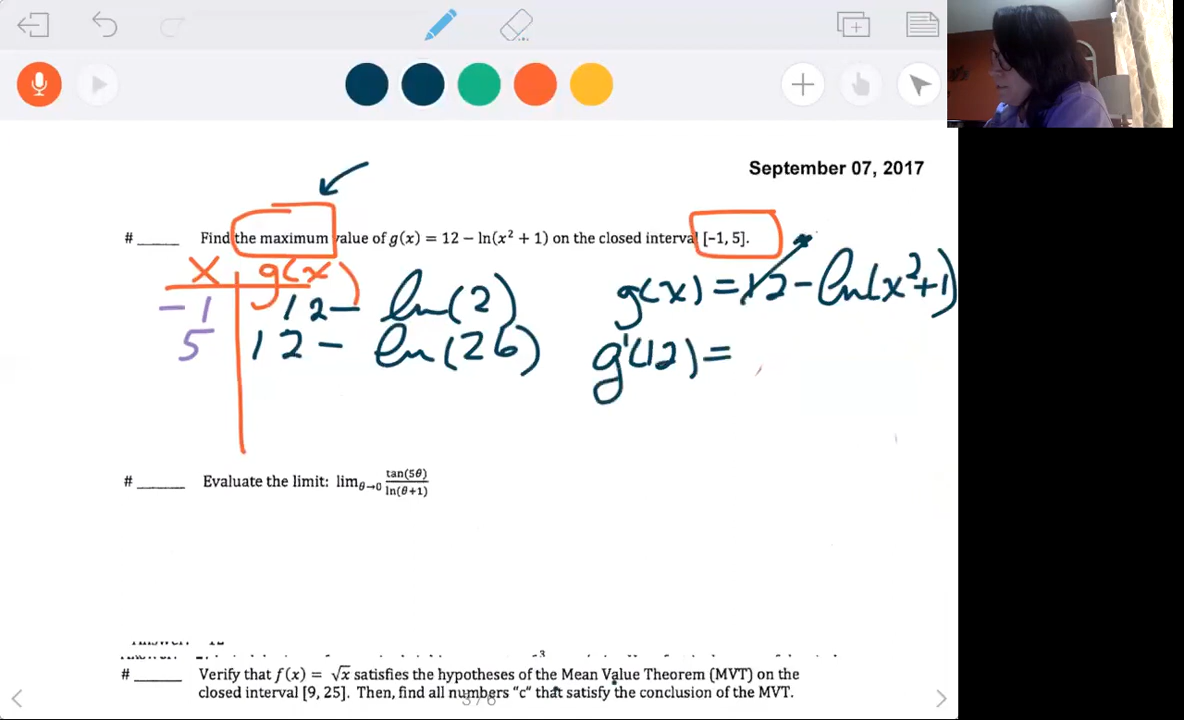 September 07, 2017
# _____ Find the maximum value of g(x) = 12 − ln(x² + 1) on the closed interval [−1, 5].
x g(x)
−1 12 − ln(2)
5 12 − ln(26)
g(x) = 12 − ln(x²+1)
g'(12) =
# _____ Evaluate the limit: lim θ→0 tan(5θ) / ln(θ+1)
# _____ Verify that f(x) = √x satisfies the hypotheses of the Mean Value Theorem (MVT) on the
closed interval [9, 25]. Then, find all numbers "c" that satisfy the conclusion of the MVT.